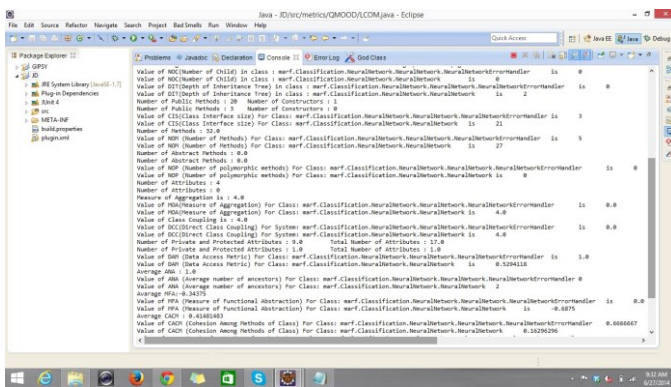 Java - JD/src/metrics/QMOOD/LCOM.java - Eclipse
File Edit Source Refactor Navigate Search Project Bad Smells Run Window Help
Quick Access
Java EE Java Debug
Package Explorer
Problems Javadoc Declaration Console Error Log God Class
GIPSY
JD
JRE System Library [JavaSE-1.7]
Plug-in Dependencies
JUnit 4
src
META-INF
build.properties
plugin.xml
Value of NOC(Number of Child) in class : marf.Classification.NeuralNetwork.NeuralNetwork.NeuralNetworkErrorHandler is 0
Value of NOC(Number of Child) in class : marf.Classification.NeuralNetwork.NeuralNetwork is 0
Value of DIT(Depth of Inheritance Tree) in class : marf.Classification.NeuralNetwork.NeuralNetwork.NeuralNetworkErrorHandler is 0
Value of DIT(Depth of Inheritance Tree) in class : marf.Classification.NeuralNetwork.NeuralNetwork is 2
Number of Public Methods : 20 Number of Constructors : 1
Number of Public Methods : 3 Number of Constructors : 0
Value of CIS(Class Interface size) For Class: marf.Classification.NeuralNetwork.NeuralNetwork.NeuralNetworkErrorHandler is 3
Value of CIS(Class Interface size) For Class: marf.Classification.NeuralNetwork.NeuralNetwork is 21
Number of Methods : 32.0
Value of NOM (Number of Methods) For Class: marf.Classification.NeuralNetwork.NeuralNetwork.NeuralNetworkErrorHandler is 5
Value of NOM (Number of Methods) For Class: marf.Classification.NeuralNetwork.NeuralNetwork is 27
Number of Abstract Methods : 0.0
Number of Abstract Methods : 0.0
Value of NOP (Number of polymorphic methods) For Class: marf.Classification.NeuralNetwork.NeuralNetwork.NeuralNetworkErrorHandler is 0
Value of NOP (Number of polymorphic methods) For Class: marf.Classification.NeuralNetwork.NeuralNetwork is 0
Number of Attributes : 4
Number of Attributes : 0
Measure of Aggregation is : 4.0
Value of MOA(Measure of Aggregation) For Class: marf.Classification.NeuralNetwork.NeuralNetwork.NeuralNetworkErrorHandler is 0.0
Value of MOA(Measure of Aggregation) For Class: marf.Classification.NeuralNetwork.NeuralNetwork is 4.0
Value of Class Coupling is : 4.0
Value of DCC(Direct Class Coupling) For System: marf.Classification.NeuralNetwork.NeuralNetwork.NeuralNetworkErrorHandler is 0.0
Value of DCC(Direct Class Coupling) For System: marf.Classification.NeuralNetwork.NeuralNetwork is 4.0
Number of Private and Protected Attributes : 9.0 Total Number of Attributes : 17.0
Number of Private and Protected Attributes : 1.0 Total Number of Attributes : 1.0
Value of DAM (Data Access Metric) For Class: marf.Classification.NeuralNetwork.NeuralNetwork.NeuralNetworkErrorHandler is 1.0
Value of DAM (Data Access Metric) For Class: marf.Classification.NeuralNetwork.NeuralNetwork is 0.5294118
Average ANA : 1.0
Value of ANA (Average number of ancestors) For Class: marf.Classification.NeuralNetwork.NeuralNetwork.NeuralNetworkErrorHandler 0
Value of ANA (Average number of ancestors) For Class: marf.Classification.NeuralNetwork.NeuralNetwork 2
Avarage MFA:-0.34375
Value of MFA (Measure of Functional Abstraction) For Class: marf.Classification.NeuralNetwork.NeuralNetwork.NeuralNetworkErrorHandler is 0.0
Value of MFA (Measure of Functional Abstraction) For Class: marf.Classification.NeuralNetwork.NeuralNetwork is -0.6875
Average CACM : 0.41481483
Value of CACM (Cohesion Among Methods of Class) For Class: marf.Classification.NeuralNetwork.NeuralNetwork.NeuralNetworkErrorHandler 0.6666667
Value of CACM (Cohesion Among Methods of Class) For Class: marf.Classification.NeuralNetwork.NeuralNetwork 0.16296296
9:32 AM
6/27/2014